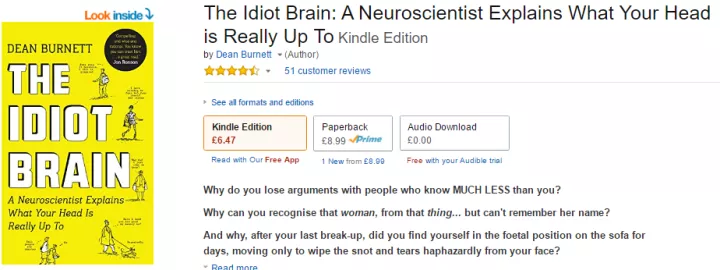 Look inside
DEAN BURNETT
THE
IDIOT
BRAIN
A Neuroscientist Explains
What Your Head Is
Really Up To
The Idiot Brain: A Neuroscientist Explains What Your Head
is Really Up To Kindle Edition
by Dean Burnett (Author)
51 customer reviews
See all formats and editions
Kindle Edition
£6.47
Read with Our Free App
Paperback
£8.99 Prime
1 New from £8.99
Audio Download
£0.00
Free with your Audible trial
Why do you lose arguments with people who know MUCH LESS than you?
Why can you recognise that woman, from that thing... but can't remember her name?
And why, after your last break-up, did you find yourself in the foetal position on the sofa for
days, moving only to wipe the snot and tears haphazardly from your face?
Read more